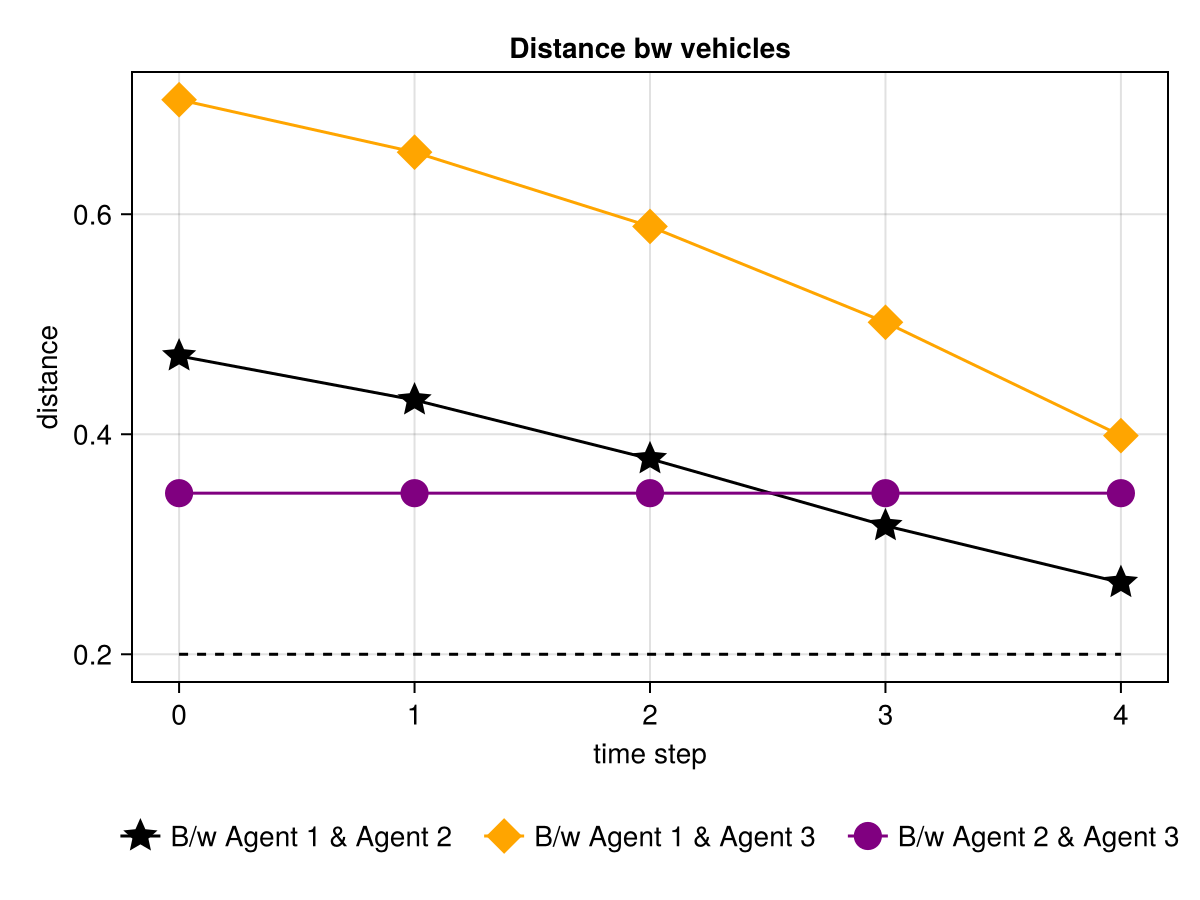 Distance bw vehicles
distance
0.6
0.4
0.2
0 1 2 3 4
time step
B/w Agent 1 & Agent 2 B/w Agent 1 & Agent 3 B/w Agent 2 & Agent 3